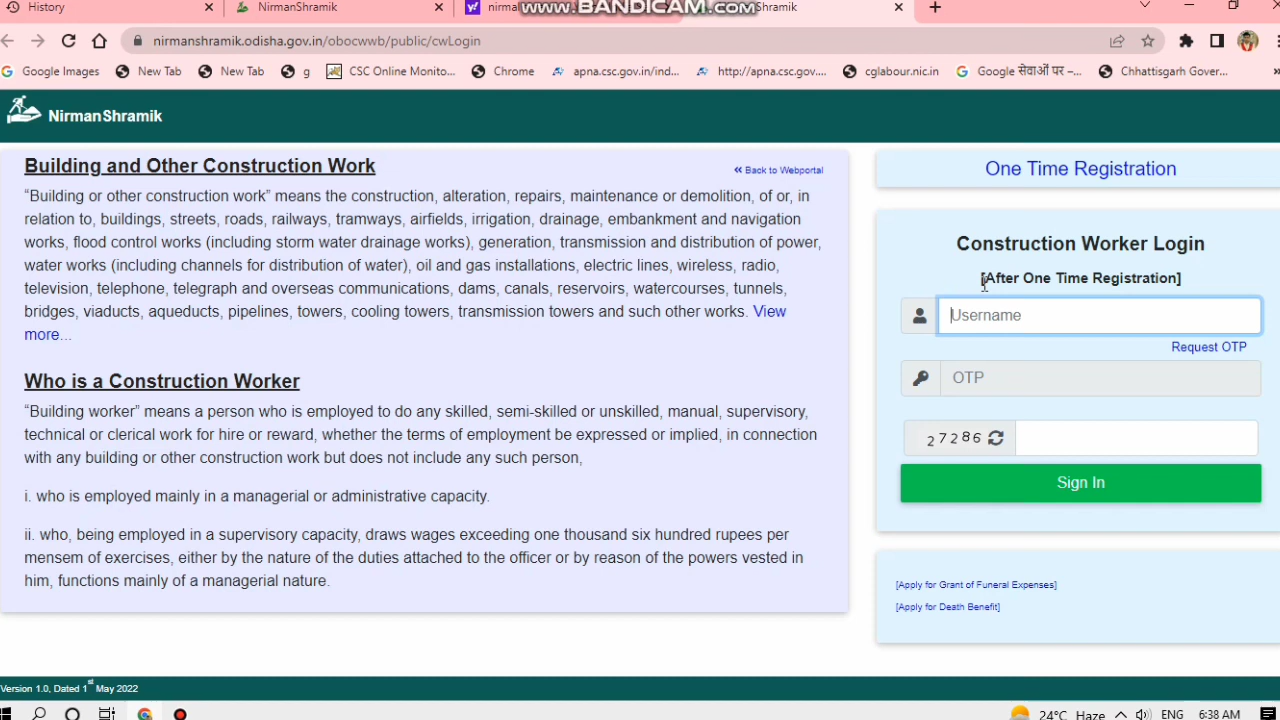 History
NirmanShramik
nirma
www.BANDICAM.com
Shramik
nirmanshramik.odisha.gov.in/obocwwb/public/cwLogin
Google Images
New Tab
New Tab
g
CSC Online Monito...
Chrome
apna.csc.gov.in/ind...
http://apna.csc.gov....
cglabour.nic.in
Google सेवाओं पर –...
Chhattisgarh Gover...
NirmanShramik
Building and Other Construction Work
Back to Webportal
“Building or other construction work” means the construction, alteration, repairs, maintenance or demolition, of or, in
relation to, buildings, streets, roads, railways, tramways, airfields, irrigation, drainage, embankment and navigation
works, flood control works (including storm water drainage works), generation, transmission and distribution of power,
water works (including channels for distribution of water), oil and gas installations, electric lines, wireless, radio,
television, telephone, telegraph and overseas communications, dams, canals, reservoirs, watercourses, tunnels,
bridges, viaducts, aqueducts, pipelines, towers, cooling towers, transmission towers and such other works. View
more...
Who is a Construction Worker
“Building worker” means a person who is employed to do any skilled, semi-skilled or unskilled, manual, supervisory,
technical or clerical work for hire or reward, whether the terms of employment be expressed or implied, in connection
with any building or other construction work but does not include any such person,
i. who is employed mainly in a managerial or administrative capacity.
ii. who, being employed in a supervisory capacity, draws wages exceeding one thousand six hundred rupees per
mensem of exercises, either by the nature of the duties attached to the officer or by reason of the powers vested in
him, functions mainly of a managerial nature.
One Time Registration
Construction Worker Login
[After One Time Registration]
Username
Request OTP
OTP
27286
Sign In
[Apply for Grant of Funeral Expenses]
[Apply for Death Benefit]
Version 1.0, Dated 1st May 2022
24°C Haze
ENG
6:38 AM